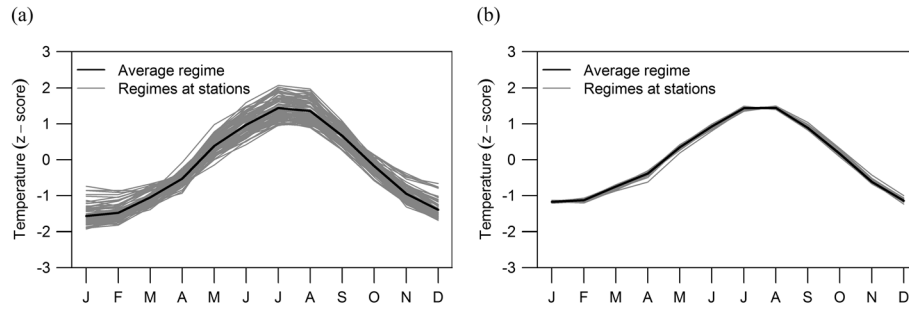 (a)
3
2
1
0
-1
-2
-3
Temperature (z – score)
Average regime
Regimes at stations
J F M A M J J A S O N D
(b)
3
2
1
0
-1
-2
-3
Temperature (z – score)
Average regime
Regimes at stations
J F M A M J J A S O N D